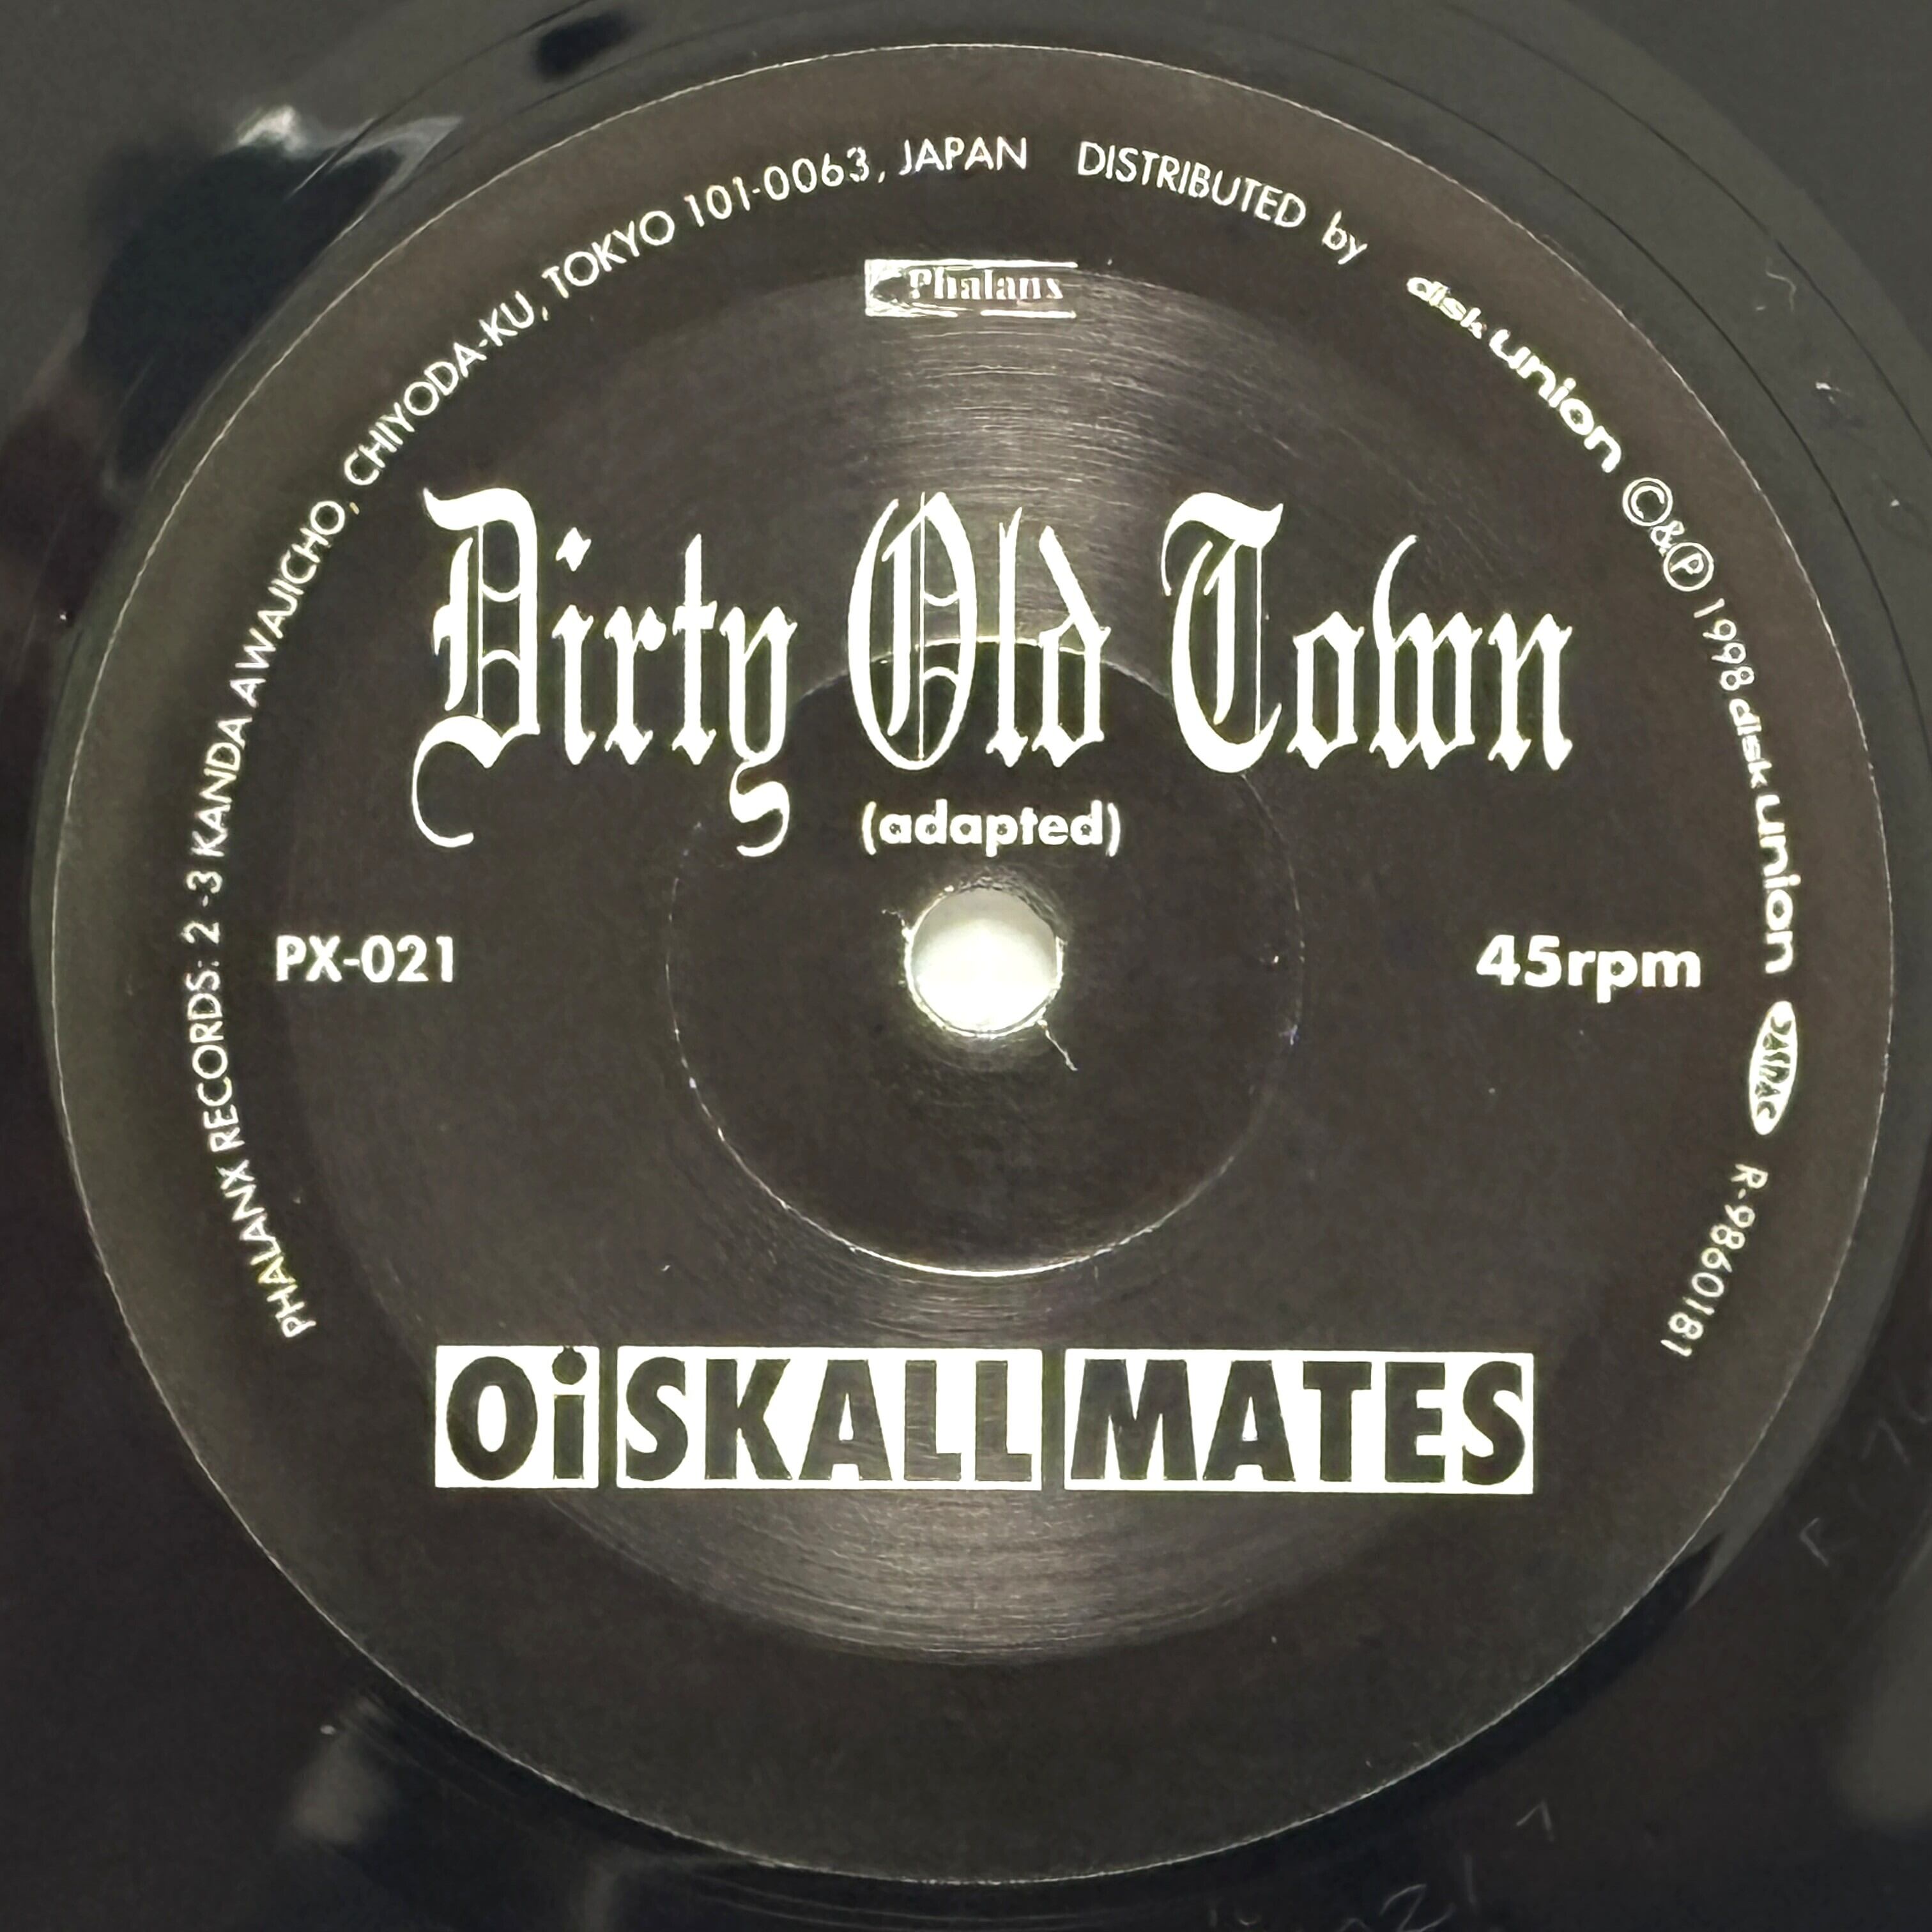 PHALANX RECORDS: 2 -3 KANDA AWAJICHO, CHIYODA-KU, TOKYO 101-0063, JAPAN DISTRIBUTED by disk union ©&℗ 1998 disk union JASRAC R-9860181
Phalanx
Dirty Old Town
(adapted)
PX-021
45rpm
Oi SKALL MATES